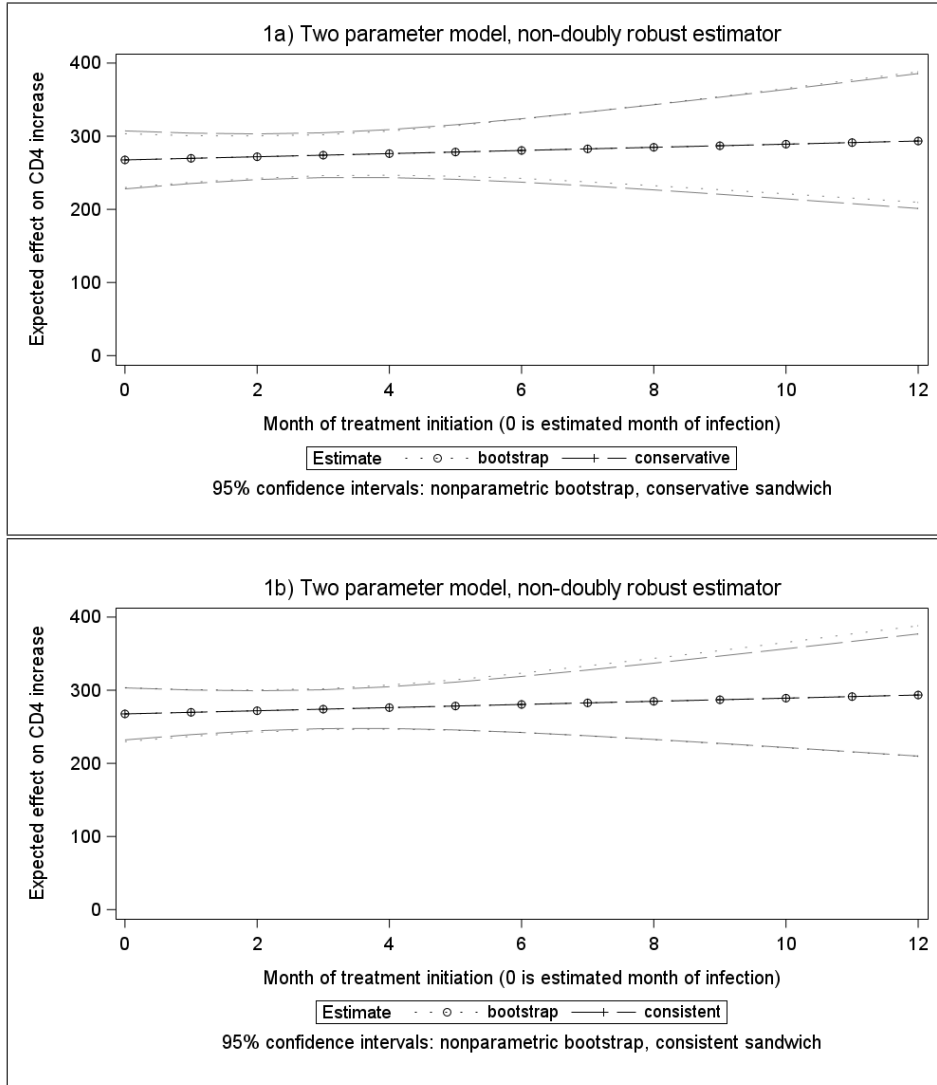 1a) Two parameter model, non-doubly robust estimator
Expected effect on CD4 increase
400
300
200
100
0
0 2 4 6 8 10 12
Month of treatment initiation (0 is estimated month of infection)
Estimate bootstrap conservative
95% confidence intervals: nonparametric bootstrap, conservative sandwich
1b) Two parameter model, non-doubly robust estimator
Expected effect on CD4 increase
400
300
200
100
0
0 2 4 6 8 10 12
Month of treatment initiation (0 is estimated month of infection)
Estimate bootstrap consistent
95% confidence intervals: nonparametric bootstrap, consistent sandwich